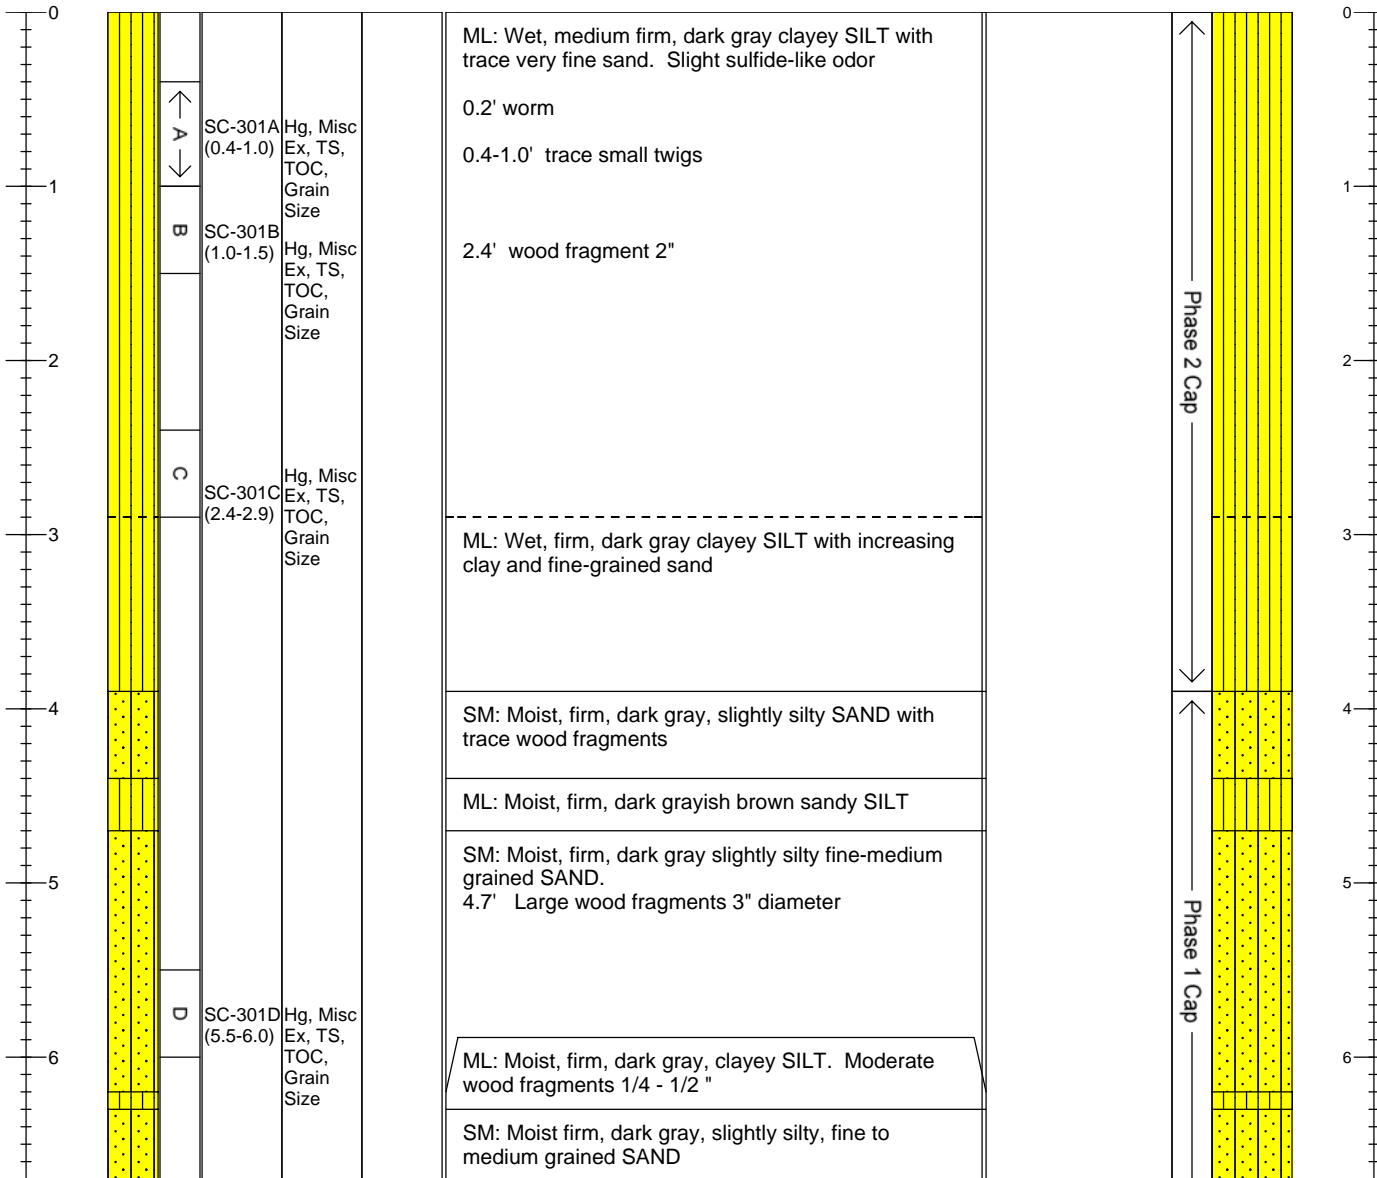 0
1
2
3
4
5
6
A
B
C
D
SC-301A
(0.4-1.0)
Hg, Misc
Ex, TS,
TOC,
Grain
Size
SC-301B
(1.0-1.5)
Hg, Misc
Ex, TS,
TOC,
Grain
Size
SC-301C
(2.4-2.9)
Hg, Misc
Ex, TS,
TOC,
Grain
Size
SC-301D
(5.5-6.0)
Hg, Misc
Ex, TS,
TOC,
Grain
Size
ML: Wet, medium firm, dark gray clayey SILT with
trace very fine sand. Slight sulfide-like odor
0.2' worm
0.4-1.0' trace small twigs
2.4' wood fragment 2"
ML: Wet, firm, dark gray clayey SILT with increasing
clay and fine-grained sand
SM: Moist, firm, dark gray, slightly silty SAND with
trace wood fragments
ML: Moist, firm, dark grayish brown sandy SILT
SM: Moist, firm, dark gray slightly silty fine-medium
grained SAND.
4.7' Large wood fragments 3" diameter
ML: Moist, firm, dark gray, clayey SILT. Moderate
wood fragments 1/4 - 1/2 "
SM: Moist firm, dark gray, slightly silty, fine to
medium grained SAND
Phase 2 Cap
Phase 1 Cap
0
1
2
3
4
5
6